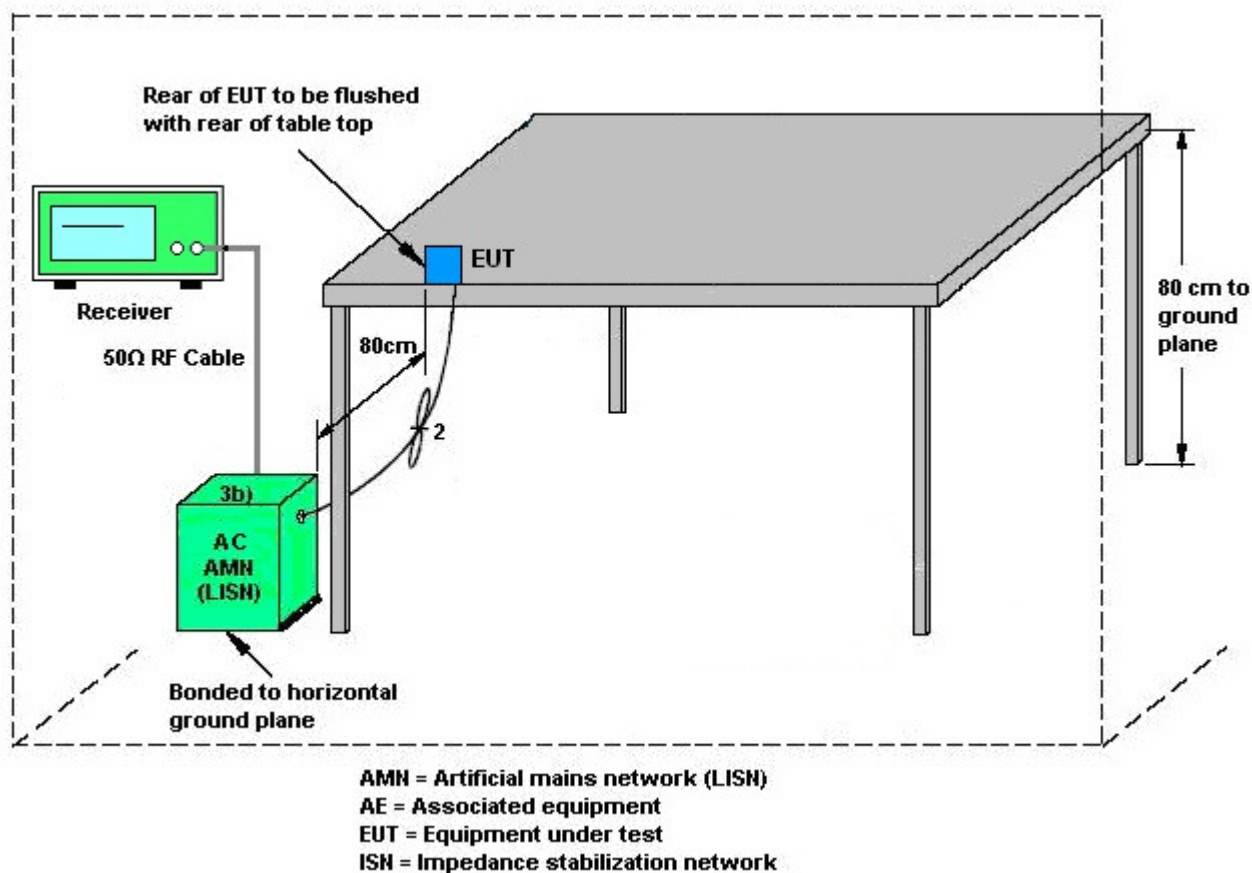 Rear of EUT to be flushed
with rear of table top
EUT
Receiver
50Ω RF Cable
80cm
2
80 cm to
ground
plane
3b)
AC
AMN
(LISN)
Bonded to horizontal
ground plane
AMN = Artificial mains network (LISN)
AE = Associated equipment
EUT = Equipment under test
ISN = Impedance stabilization network